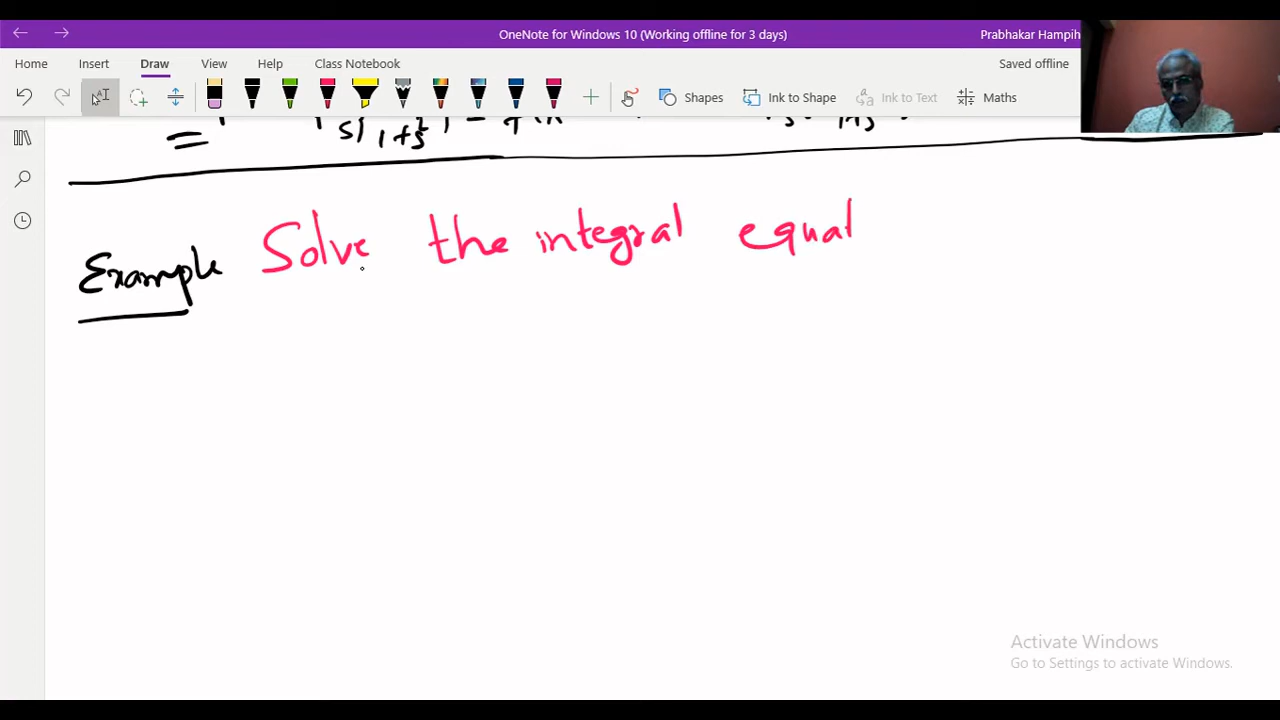 OneNote for Windows 10 (Working offline for 3 days)
Prabhakar Hampih
Home Insert Draw View Help Class Notebook
Saved offline
Shapes Ink to Shape Ink to Text Maths
Example Solve the integral equat
Activate Windows
Go to Settings to activate Windows.